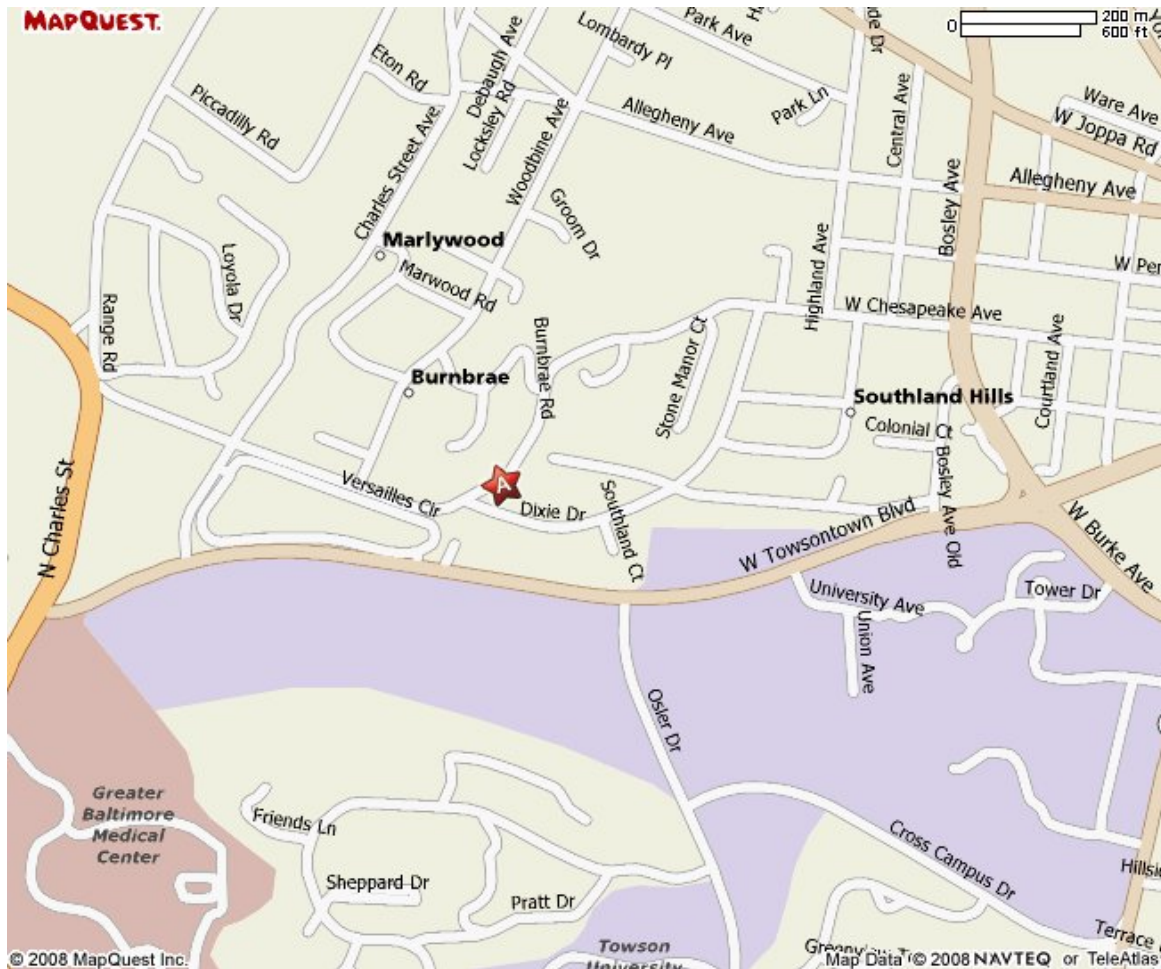 MAPQUEST.
0
200 m
600 ft
Park Ave
Lombardy Pl
Debaugh Ave
Eton Rd
Locksley Rd
Piccadilly Rd
Charles Street Ave
Woodbine Ave
Allegheny Ave
Park Ln
Central Ave
Ware Ave
W Joppa Rd
Allegheny Ave
Bosley Ave
Groom Dr
Marlywood
Marwood Rd
Loyola Dr
Range Rd
Highland Ave
W Chesapeake Ave
Burnbrae Rd
Burnbrae
Stone Manor Ct
Southland Hills
Courtland Ave
Colonial Ct
Versailles Cir
A
Dixie Dr
Southland Ct
Bosley Ave Old
W Towsontown Blvd
W Burke Ave
N Charles St
University Ave
Tower Dr
Union Ave
Osler Dr
Greater
Baltimore
Medical
Center
Friends Ln
Sheppard Dr
Pratt Dr
Cross Campus Dr
Towson
University
Terrace
© 2008 MapQuest Inc.
Map Data © 2008 NAVTEQ or TeleAtlas